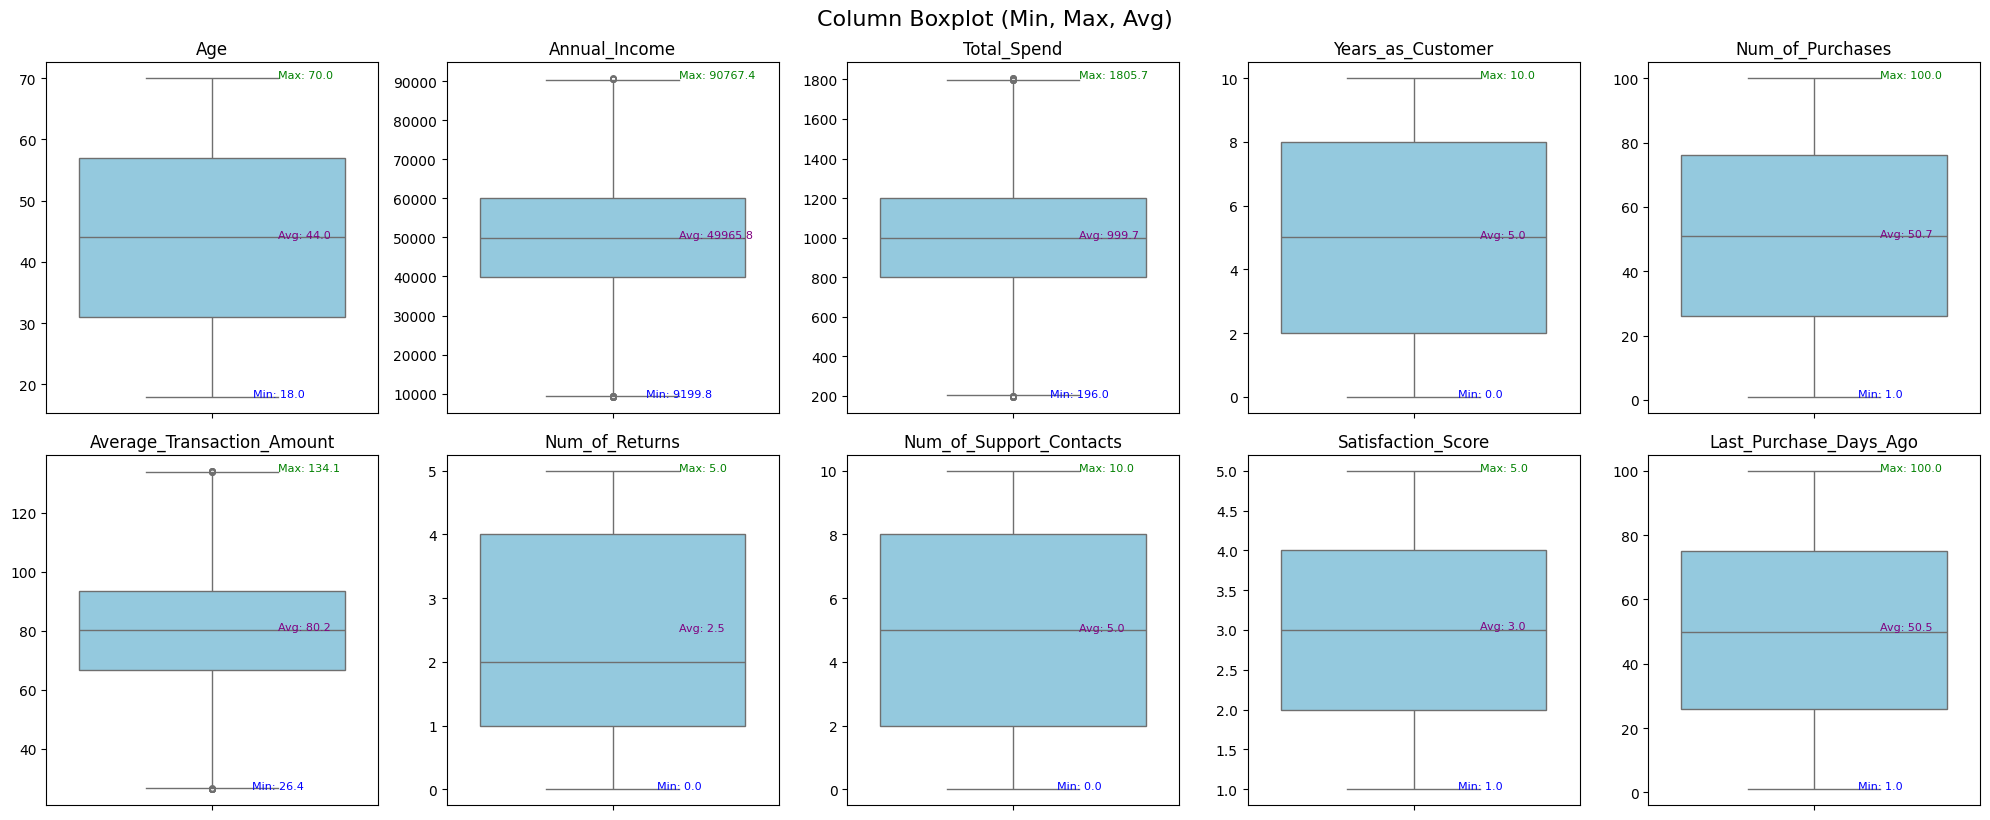 Column Boxplot (Min, Max, Avg)
Age
70
60
50
40
30
20
Max: 70.0
Avg: 44.0
Min: 18.0
Annual_Income
90000
80000
70000
60000
50000
40000
30000
20000
10000
Max: 90767.4
Avg: 49965.8
Min: 9199.8
Total_Spend
1800
1600
1400
1200
1000
800
600
400
200
Max: 1805.7
Avg: 999.7
Min: 196.0
Years_as_Customer
10
8
6
4
2
0
Max: 10.0
Avg: 5.0
Min: 0.0
Num_of_Purchases
100
80
60
40
20
0
Max: 100.0
Avg: 50.7
Min: 1.0
Average_Transaction_Amount
120
100
80
60
40
Max: 134.1
Avg: 80.2
Min: 26.4
Num_of_Returns
5
4
3
2
1
0
Max: 5.0
Avg: 2.5
Min: 0.0
Num_of_Support_Contacts
10
8
6
4
2
0
Max: 10.0
Avg: 5.0
Min: 0.0
Satisfaction_Score
5.0
4.5
4.0
3.5
3.0
2.5
2.0
1.5
1.0
Max: 5.0
Avg: 3.0
Min: 1.0
Last_Purchase_Days_Ago
100
80
60
40
20
0
Max: 100.0
Avg: 50.5
Min: 1.0